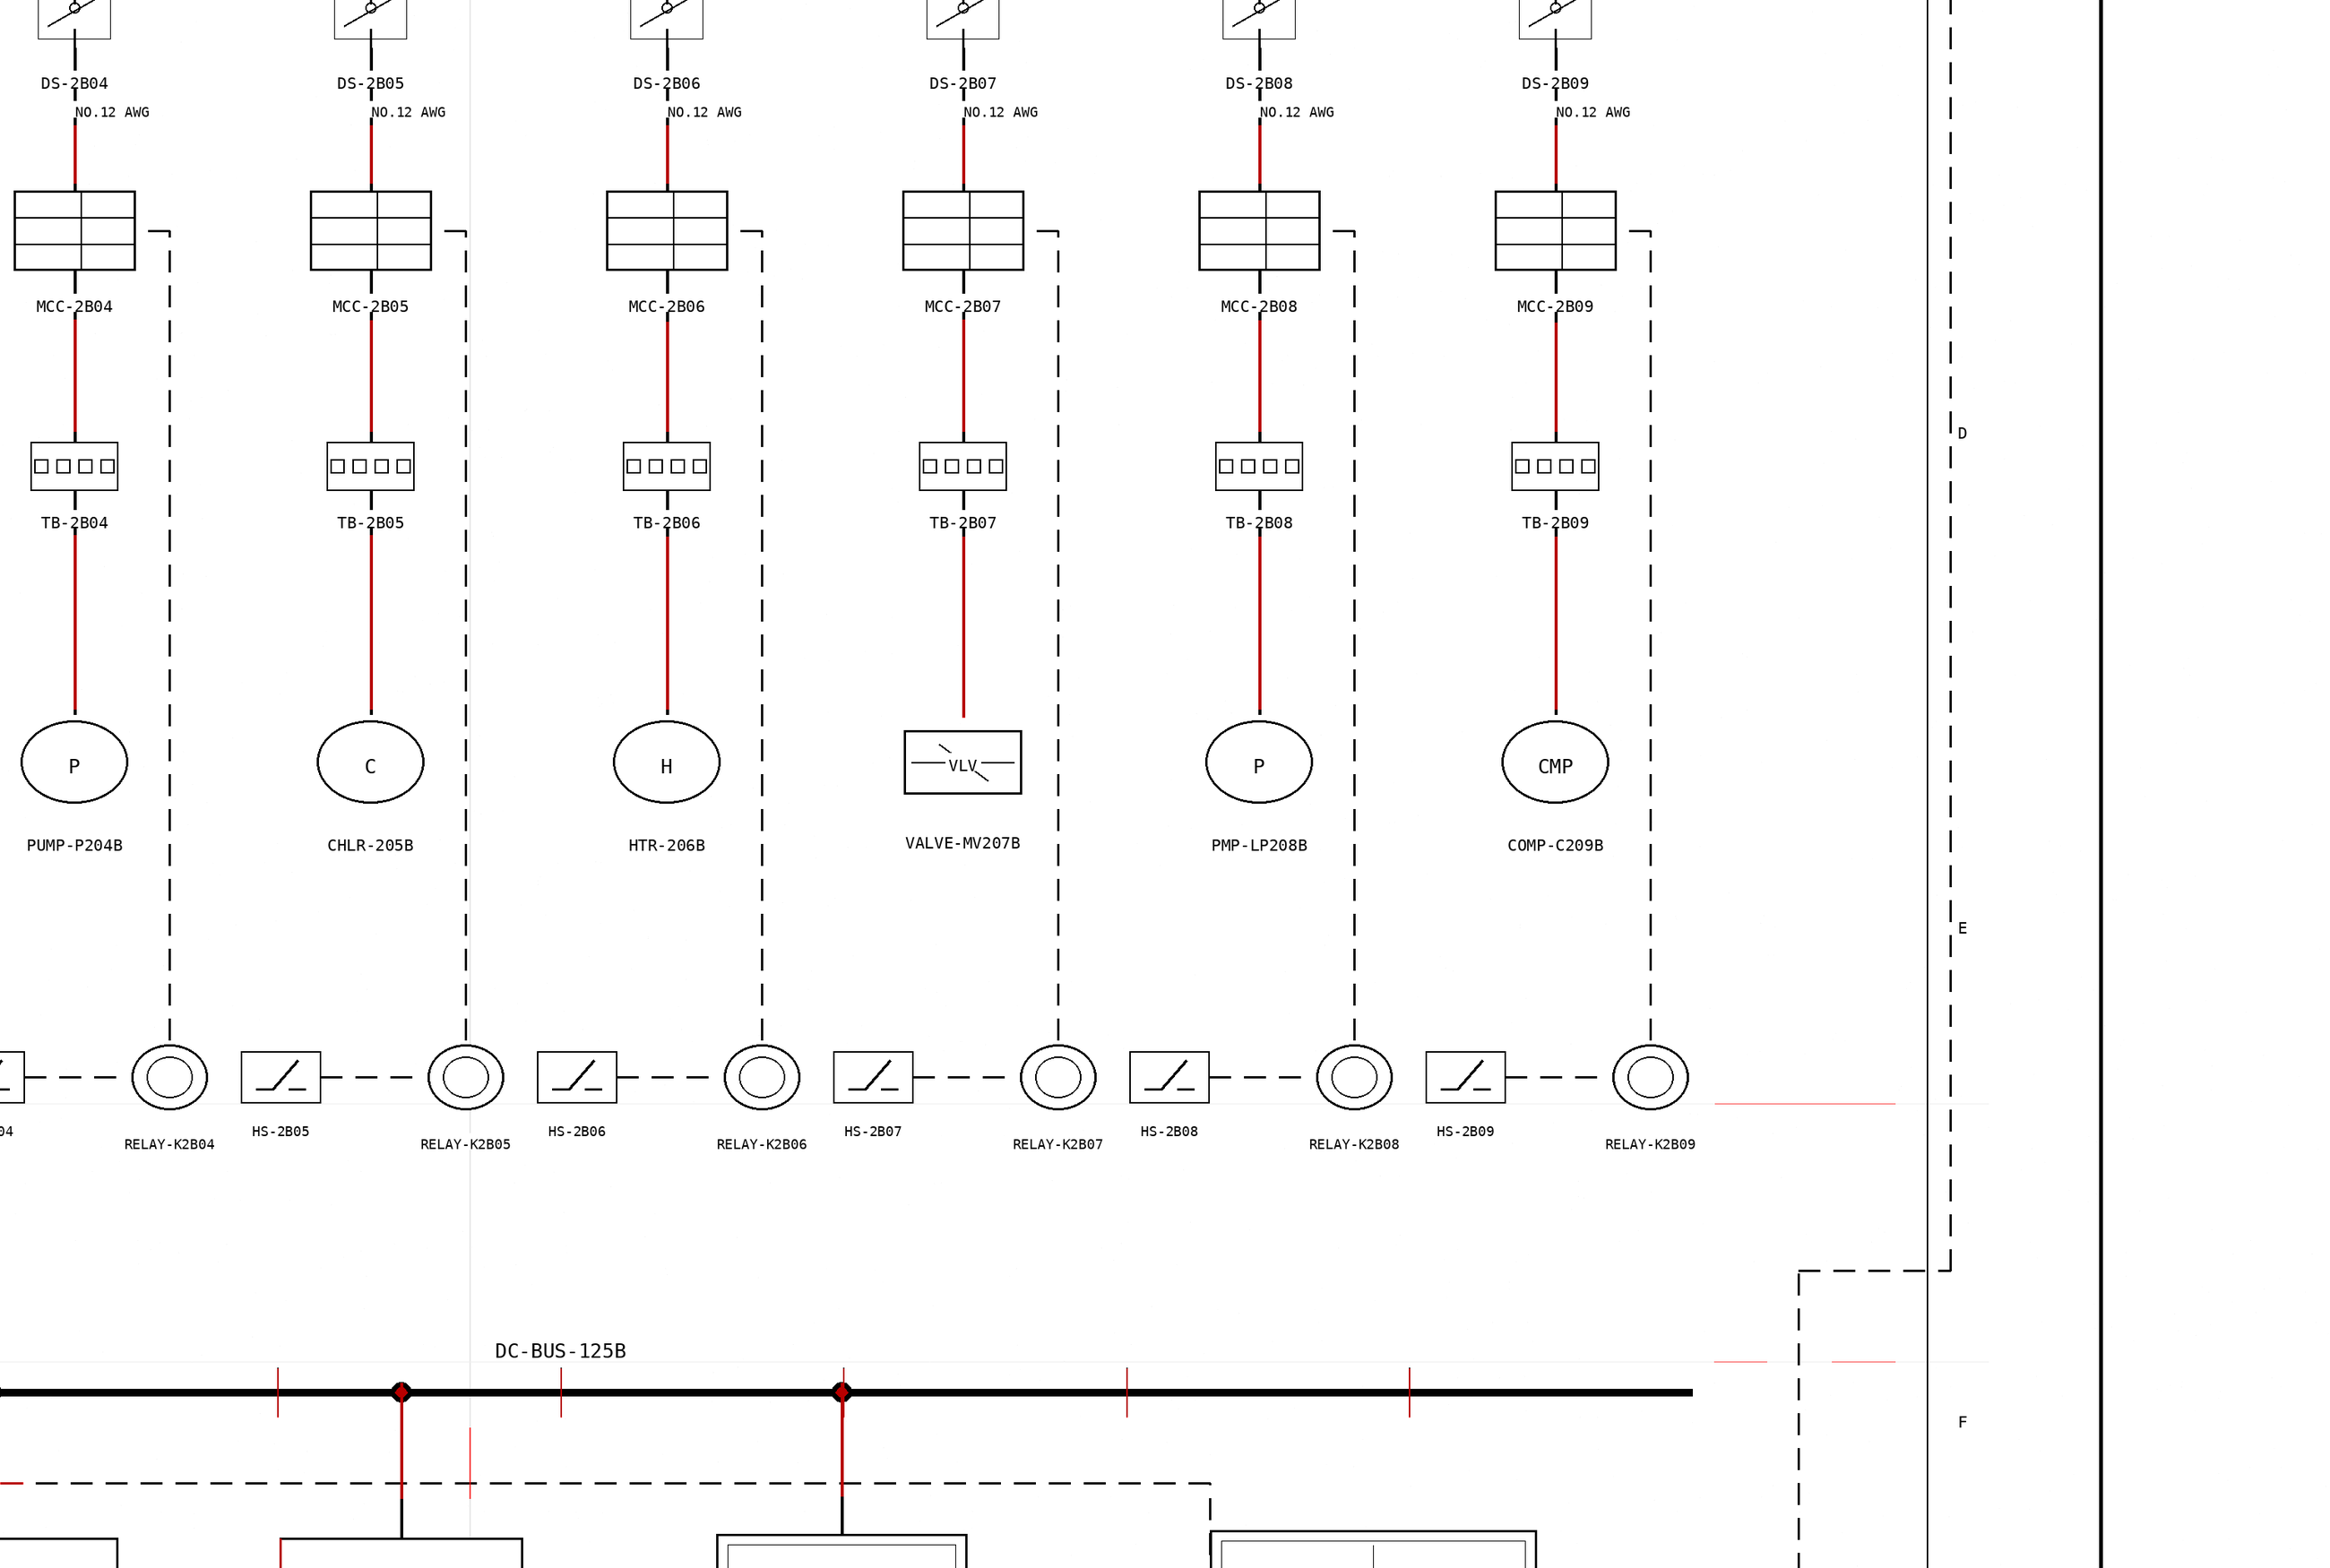 DS-2B04 DS-2B05 DS-2B06 DS-2B07 DS-2B08 DS-2B09
NO.12 AWG NO.12 AWG NO.12 AWG NO.12 AWG NO.12 AWG NO.12 AWG
MCC-2B04 MCC-2B05 MCC-2B06 MCC-2B07 MCC-2B08 MCC-2B09
D
TB-2B04 TB-2B05 TB-2B06 TB-2B07 TB-2B08 TB-2B09
P C H VLV P CMP
PUMP-P204B CHLR-205B HTR-206B VALVE-MV207B PMP-LP208B COMP-C209B
E
04 HS-2B05 HS-2B06 HS-2B07 HS-2B08 HS-2B09
RELAY-K2B04 RELAY-K2B05 RELAY-K2B06 RELAY-K2B07 RELAY-K2B08 RELAY-K2B09
DC-BUS-125B
F